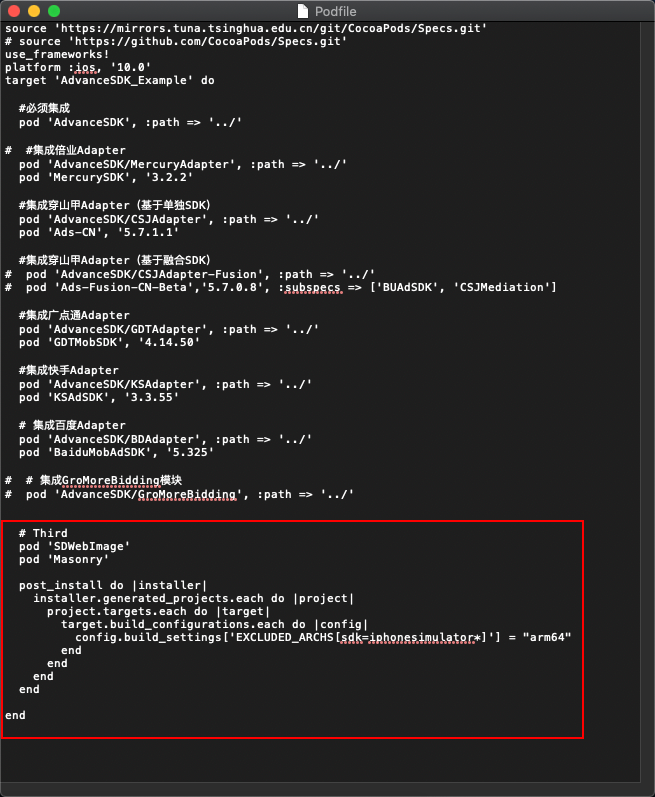 Podfile
source 'https://mirrors.tuna.tsinghua.edu.cn/git/CocoaPods/Specs.git'
# source 'https://github.com/CocoaPods/Specs.git'
use_frameworks!
platform :ios, '10.0'
target 'AdvanceSDK_Example' do
#必须集成
pod 'AdvanceSDK', :path => '../'
#  #集成倍业Adapter
pod 'AdvanceSDK/MercuryAdapter', :path => '../'
pod 'MercurySDK', '3.2.2'
#集成穿山甲Adapter（基于单独SDK）
pod 'AdvanceSDK/CSJAdapter', :path => '../'
pod 'Ads-CN', '5.7.1.1'
#集成穿山甲Adapter（基于融合SDK）
#  pod 'AdvanceSDK/CSJAdapter-Fusion', :path => '../'
#  pod 'Ads-Fusion-CN-Beta','5.7.0.8', :subspecs => ['BUAdSDK', 'CSJMediation']
#集成广点通Adapter
pod 'AdvanceSDK/GDTAdapter', :path => '../'
pod 'GDTMobSDK', '4.14.50'
#集成快手Adapter
pod 'AdvanceSDK/KSAdapter', :path => '../'
pod 'KSAdSDK', '3.3.55'
# 集成百度Adapter
pod 'AdvanceSDK/BDAdapter', :path => '../'
pod 'BaiduMobAdSDK', '5.325'
#  # 集成GroMoreBidding模块
#  pod 'AdvanceSDK/GroMoreBidding', :path => '../'
# Third
pod 'SDWebImage'
pod 'Masonry'
post_install do |installer|
installer.generated_projects.each do |project|
project.targets.each do |target|
target.build_configurations.each do |config|
config.build_settings['EXCLUDED_ARCHS[sdk=iphonesimulator*]'] = "arm64"
end
end
end
end
end